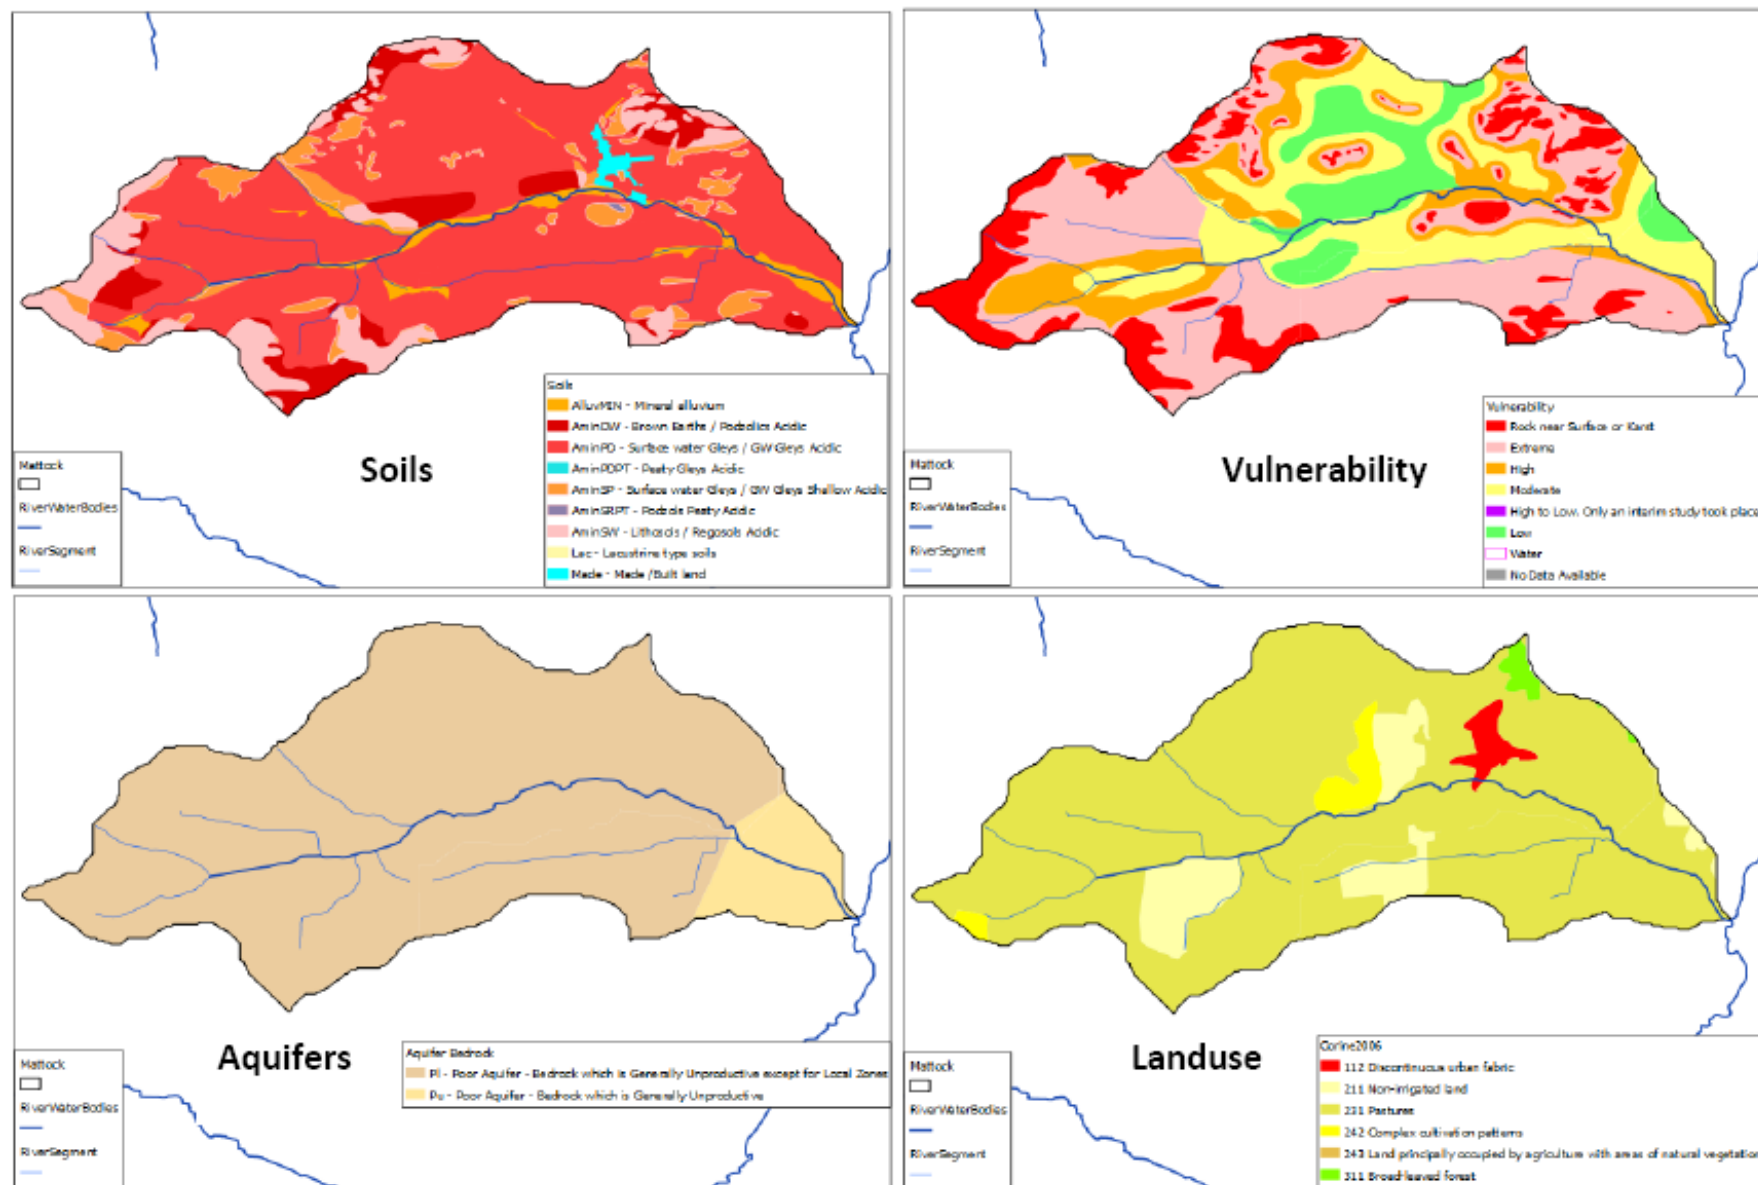 Soils
AlluvMIN - Mineral alluvium
AminDW - Brown Earths / Podzolics Acidic
AminPD - Surface water Gleys / GW Gleys Acidic
AminPDPT - Peaty Gleys Acidic
AminSP - Surface water Gleys / GW Gleys Shallow Acidic
AminSRPT - Podzols Peaty Acidic
AminSW - Lithosols / Regosols Acidic
Lac - Lacustrine type soils
Made - Made /Built land
Soils
Mattock
RiverWaterBodies
RiverSegment
Vulnerability
Rock near Surface or Karst
Extreme
High
Moderate
High to Low. Only an interim study took place
Low
Water
No Data Available
Vulnerability
Mattock
RiverWaterBodies
RiverSegment
Aquifers
Aquifer Bedrock
Pl - Poor Aquifer - Bedrock which is Generally Unproductive except for Local Zones
Pu - Poor Aquifer - Bedrock which is Generally Unproductive
Mattock
RiverWaterBodies
RiverSegment
Landuse
Corine2006
112 Discontinuous urban fabric
211 Non-irrigated land
231 Pastures
242 Complex cultivation patterns
243 Land principally occupied by agriculture with areas of natural vegetation
311 Broad-leaved forest
Mattock
RiverWaterBodies
RiverSegment